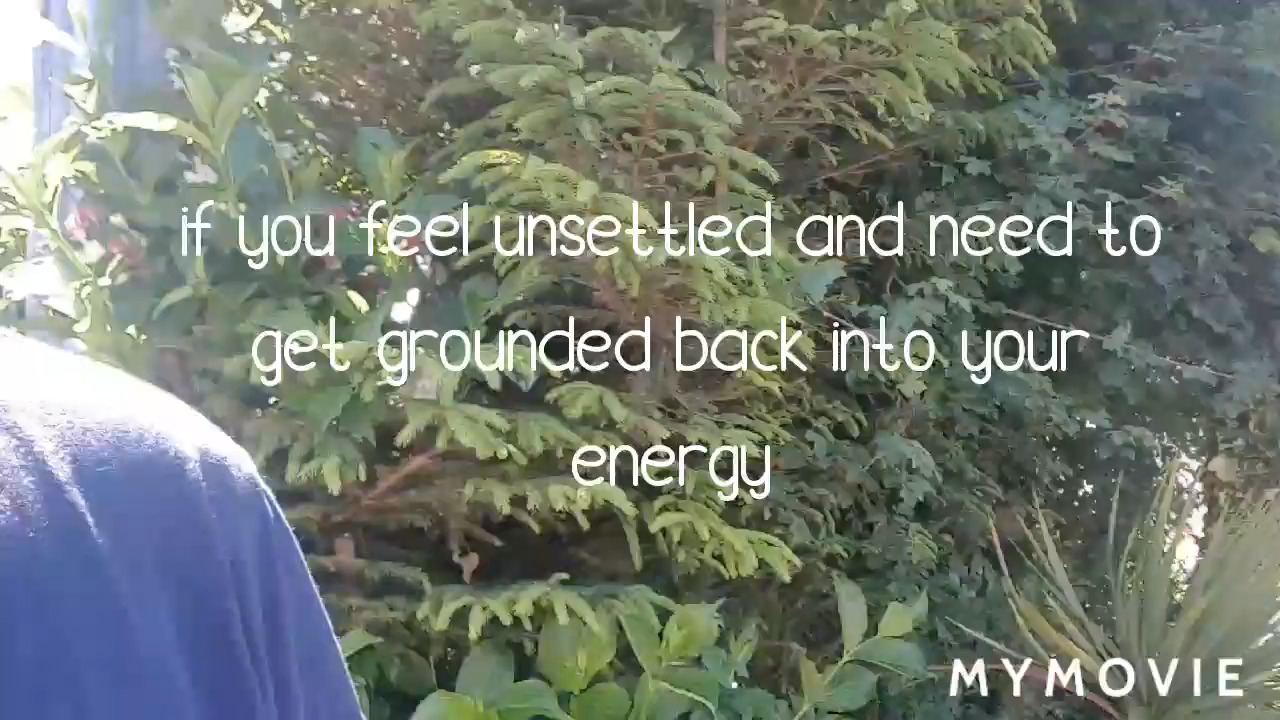 if you feel unsettled and need to
get grounded back into your
energy
MYMOVIE